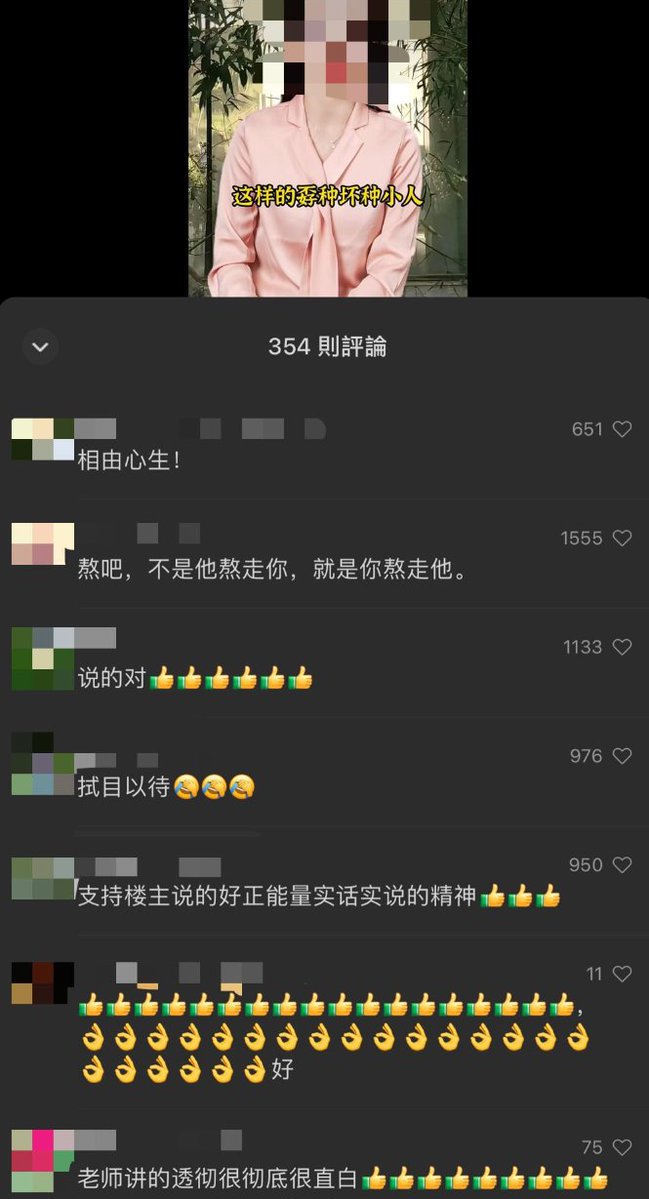 这样的孬种坏种小人
354 則評論
651
相由心生！
1555
熬吧，不是他熬走你，就是你熬走他。
1133
说的对👍👍👍👍👍👍
976
拭目以待🤣🤣🤣
950
支持楼主说的好正能量实话实说的精神👍👍👍
11
👍👍👍👍👍👍👍👍👍👍👍👍👍👍👍👍👍👍，
👌👌👌👌👌👌👌👌👌👌👌👌👌👌👌👌
👌👌👌👌👌👌好
75
老师讲的透彻很彻底很直白👍👍👍👍👍👍👍👍👍